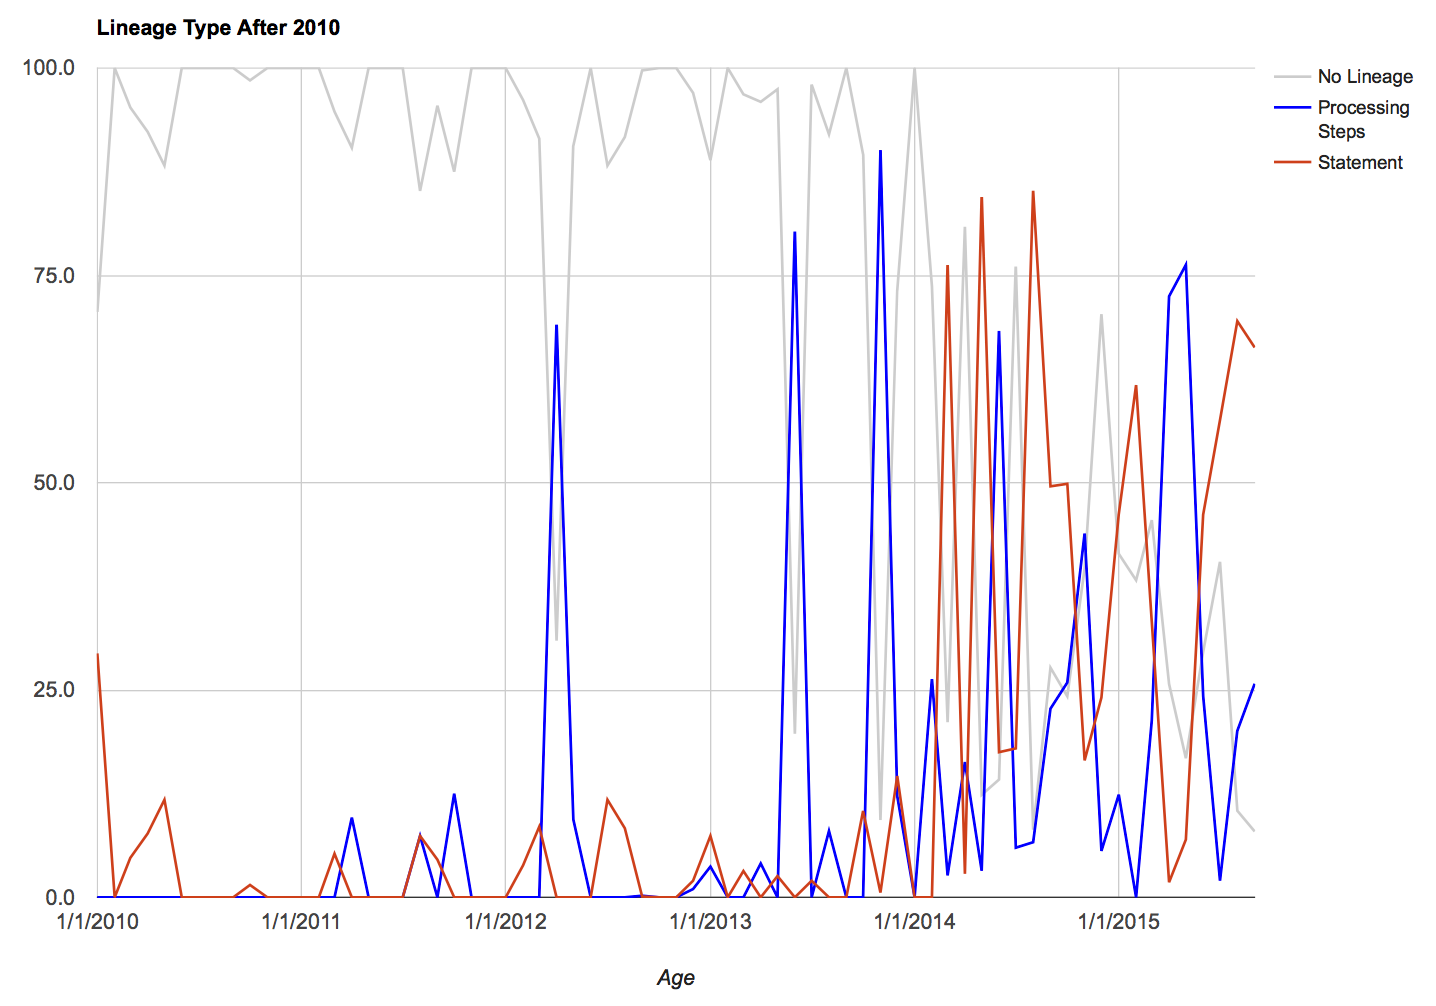 Lineage Type After 2010
100.0
75.0
50.0
25.0
0.0
1/1/2010
1/1/2011
1/1/2012
1/1/2013
1/1/2014
1/1/2015
Age
No Lineage
Processing
Steps
Statement